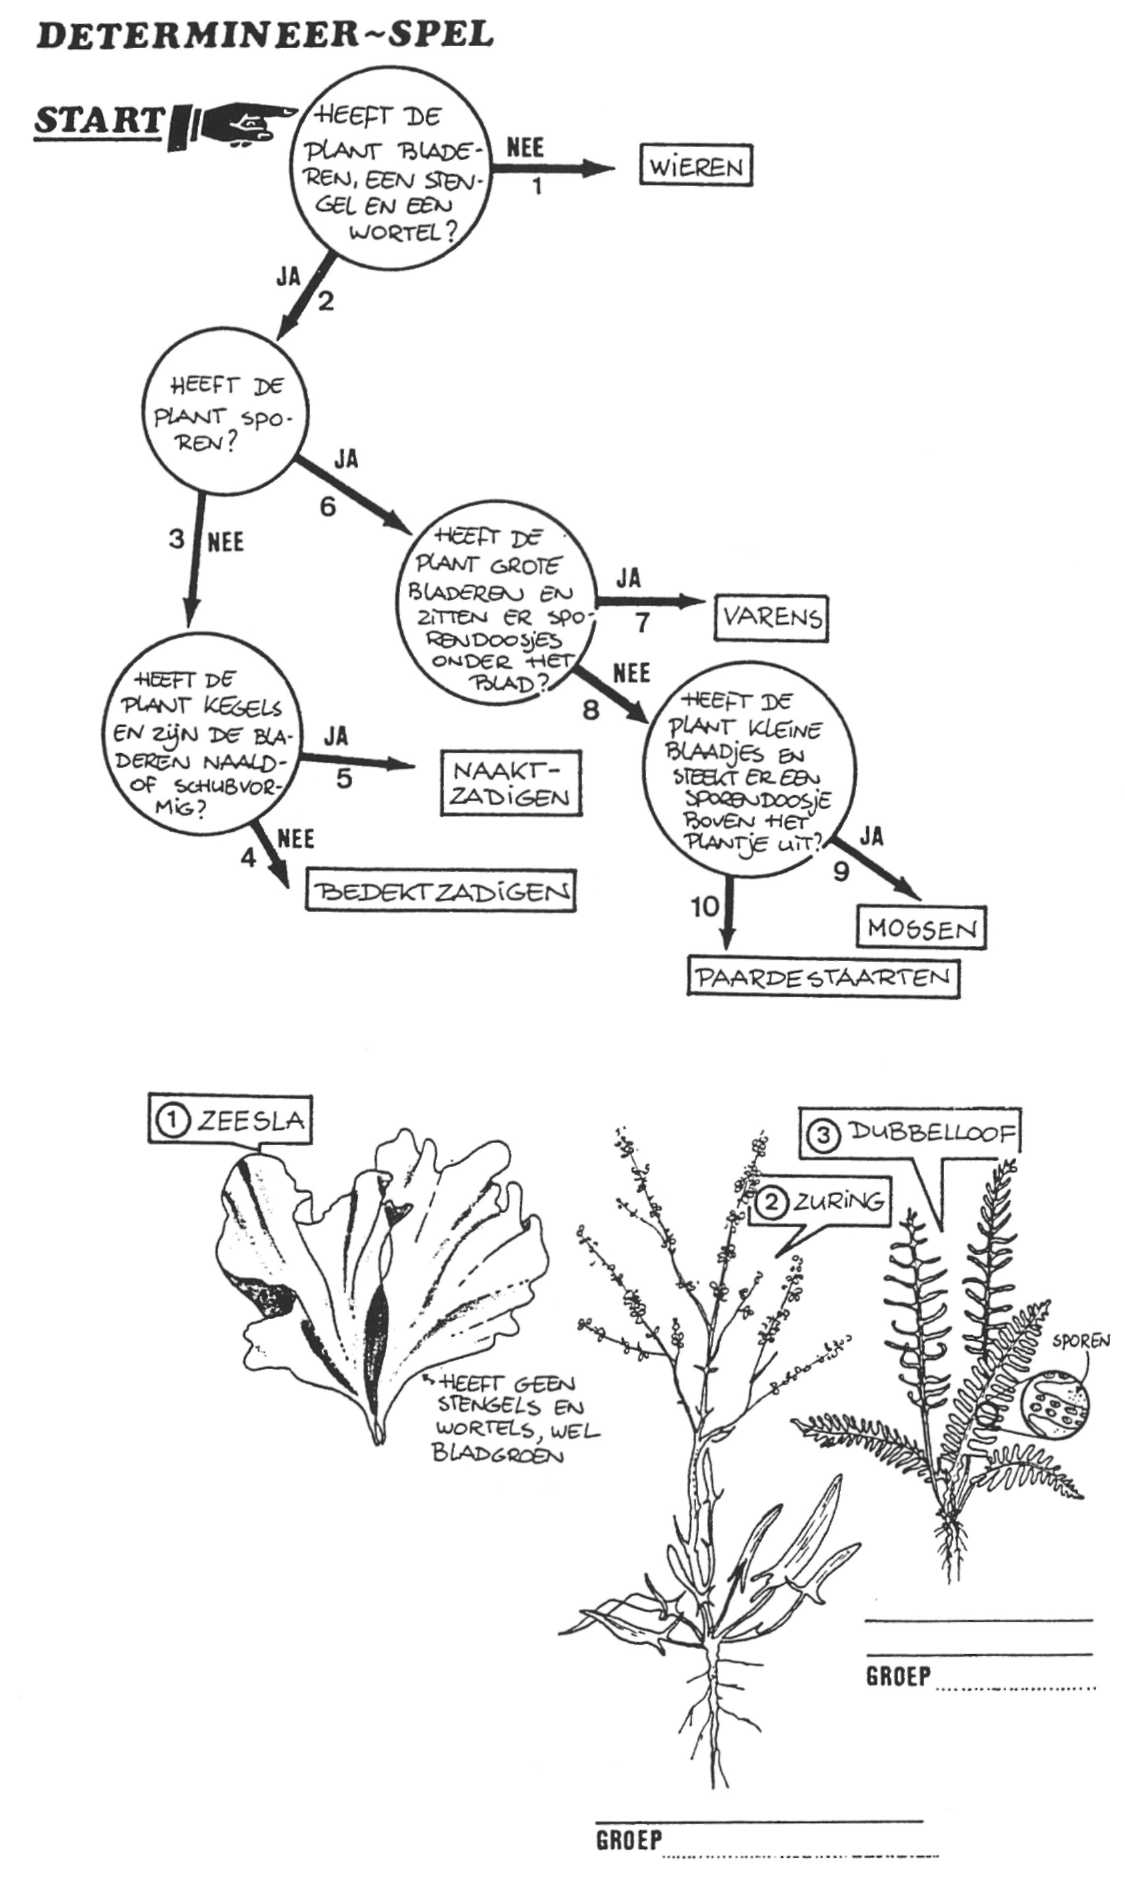 DETERMINEER~SPEL
START
HEEFT DE
PLANT BLADE-
REN, EEN STEN-
GEL EN EEN
WORTEL?
NEE
1
WIEREN
JA
2
HEEFT DE
PLANT SPO-
REN?
JA
6
3
NEE
HEEFT DE
PLANT GROTE
BLADEREN EN
ZITTEN ER SPO-
RENDOOSJES
ONDER HET
BLAD?
JA
7
VARENS
NEE
8
HEEFT DE
PLANT KEGELS
EN ZIJN DE BLA-
DEREN NAALD-
OF SCHUBVOR-
MIG?
JA
5
NAAKT-
ZADIGEN
NEE
4
BEDEKTZADIGEN
HEEFT DE
PLANT KLEINE
BLAADJES EN
STEEKT ER EEN
SPORENDOOSJE
BOVEN HET
PLANTJE UIT?
JA
9
MOSSEN
10
PAARDESTAARTEN
1 ZEESLA
HEEFT GEEN
STENGELS EN
WORTELS, WEL
BLADGROEN
2 ZURING
3 DUBBELLOOF
SPOREN
GROEP
GROEP